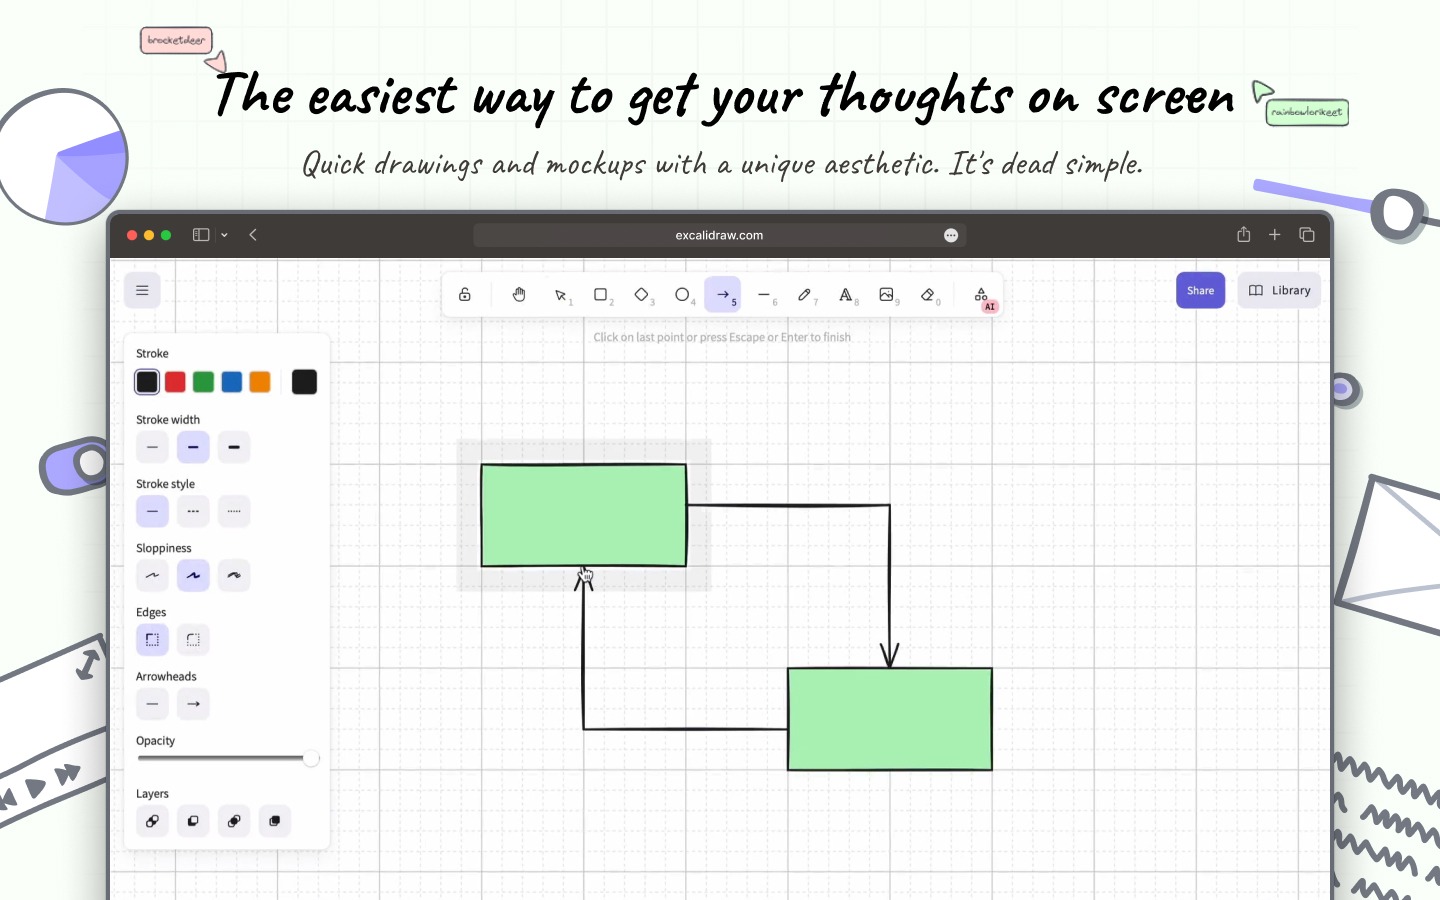 brocketdeer
The easiest way to get your thoughts on screen
rainbowlorikeet
Quick drawings and mockups with a unique aesthetic. It's dead simple.
excalidraw.com
1 2 3 4 5 6 7 8 9 0
AI
Share
Library
Click on last point or press Escape or Enter to finish
Stroke
Stroke width
Stroke style
Sloppiness
Edges
Arrowheads
Opacity
Layers